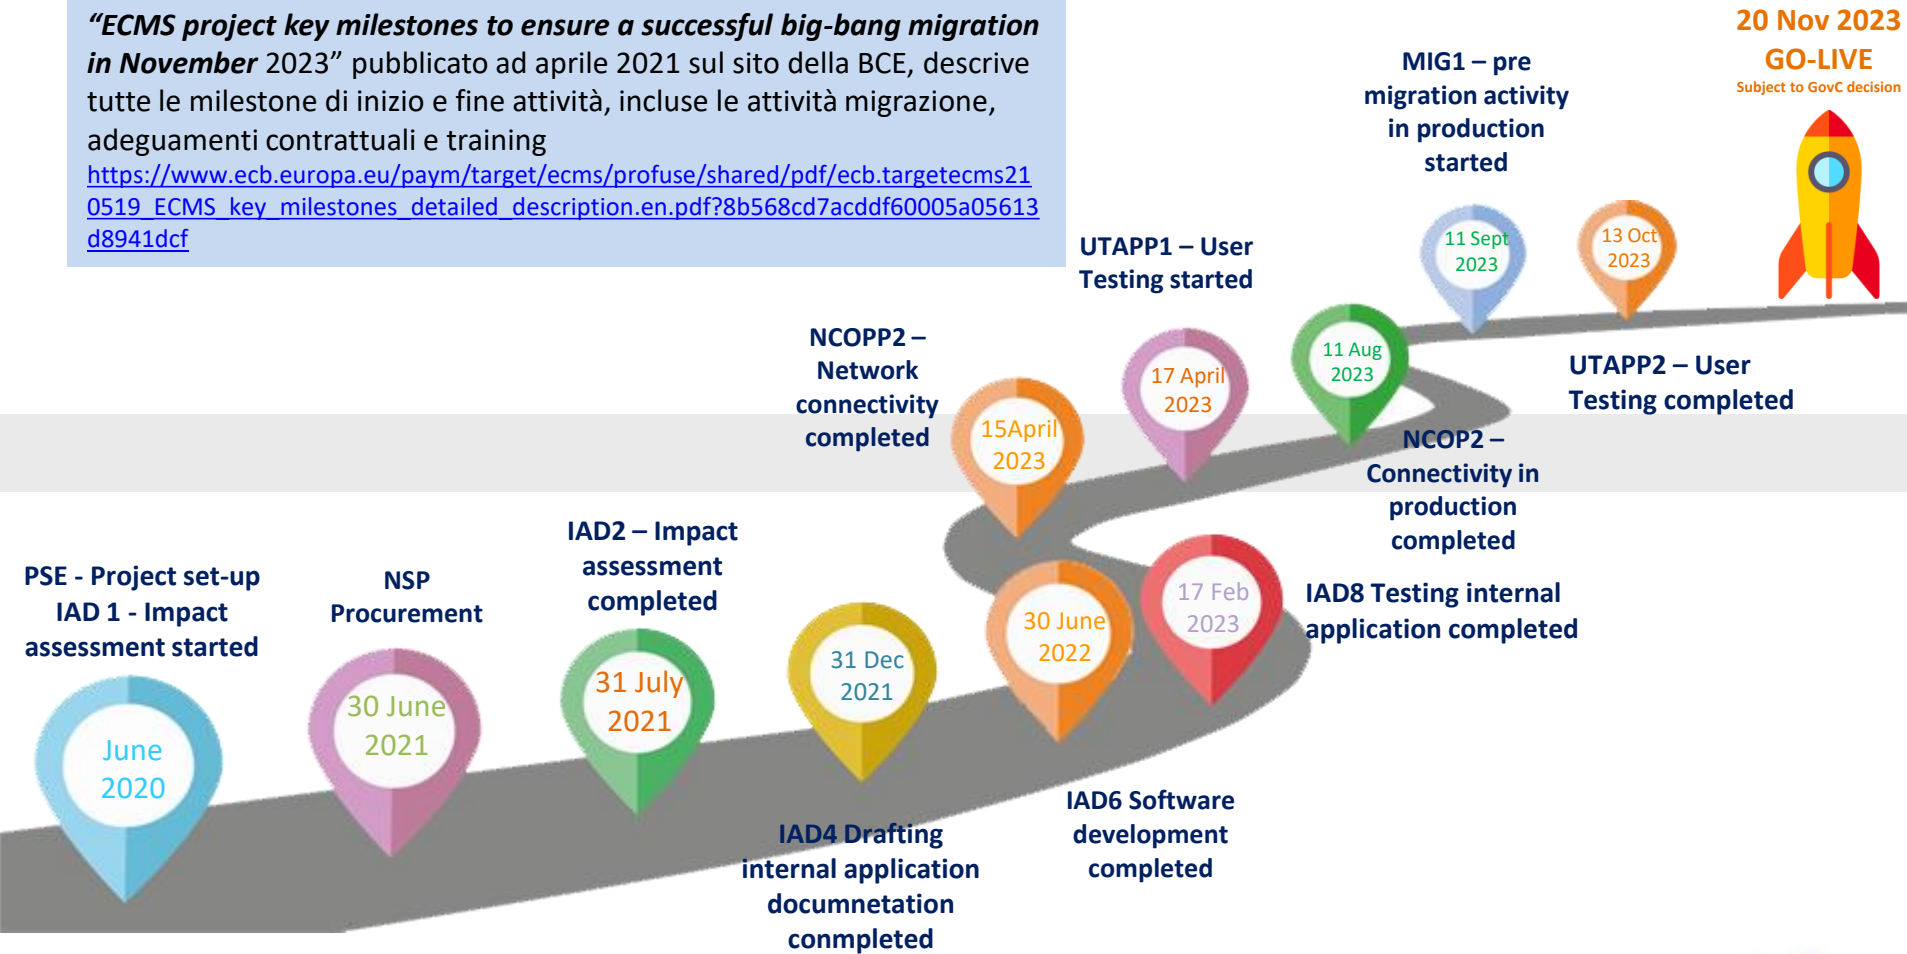 “ECMS project key milestones to ensure a successful big-bang migration
in November 2023” pubblicato ad aprile 2021 sul sito della BCE, descrive
tutte le milestone di inizio e fine attività, incluse le attività migrazione,
adeguamenti contrattuali e training
https://www.ecb.europa.eu/paym/target/ecms/profuse/shared/pdf/ecb.targetecms21
0519_ECMS_key_milestones_detailed_description.en.pdf?8b568cd7acddf60005a05613
d8941dcf
20 Nov 2023
GO-LIVE
Subject to GovC decision
MIG1 – pre
migration activity
in production
started
11 Sept
2023
13 Oct
2023
UTAPP2 – User
Testing completed
UTAPP1 – User
Testing started
17 April
2023
11 Aug
2023
NCOP2 –
Connectivity in
production
completed
NCOPP2 –
Network
connectivity
completed
15April
2023
PSE - Project set-up
IAD 1 - Impact
assessment started
June
2020
NSP
Procurement
30 June
2021
IAD2 – Impact
assessment
completed
31 July
2021
31 Dec
2021
IAD4 Drafting
internal application
documnetation
conmpleted
30 June
2022
IAD6 Software
development
completed
17 Feb
2023
IAD8 Testing internal
application completed